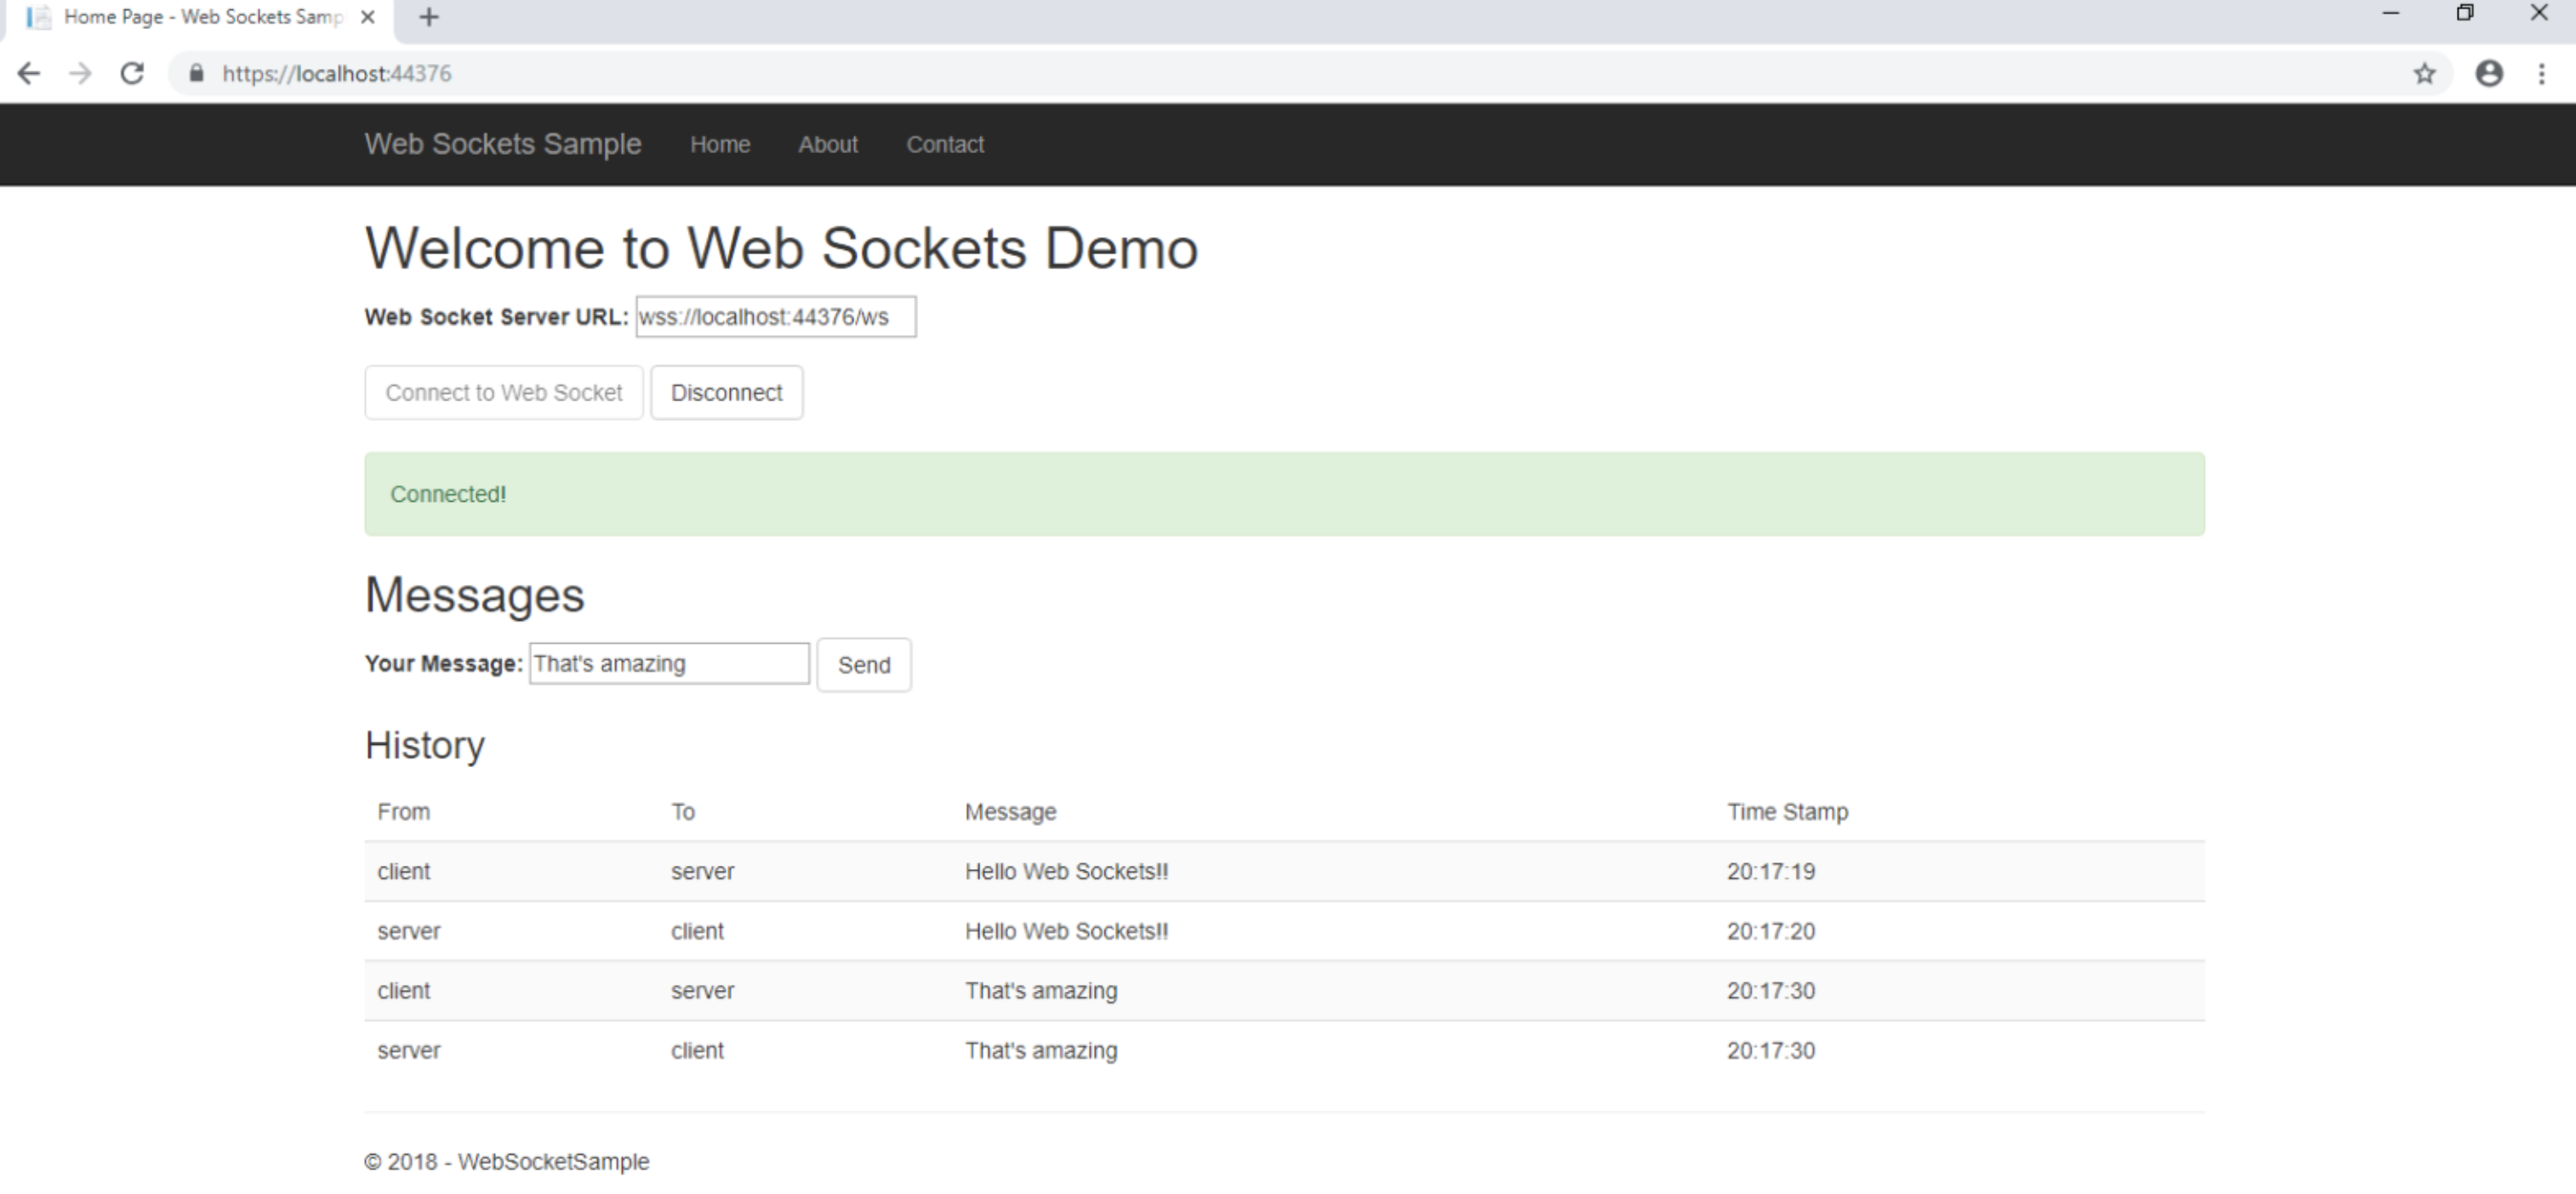 Home Page - Web Sockets Samp
https://localhost:44376
Web Sockets Sample Home About Contact
Welcome to Web Sockets Demo
Web Socket Server URL: wss://localhost:44376/ws
Connect to Web Socket Disconnect
Connected!
Messages
Your Message: That's amazing Send
History
From To Message Time Stamp
client server Hello Web Sockets!! 20:17:19
server client Hello Web Sockets!! 20:17:20
client server That's amazing 20:17:30
server client That's amazing 20:17:30
© 2018 - WebSocketSample